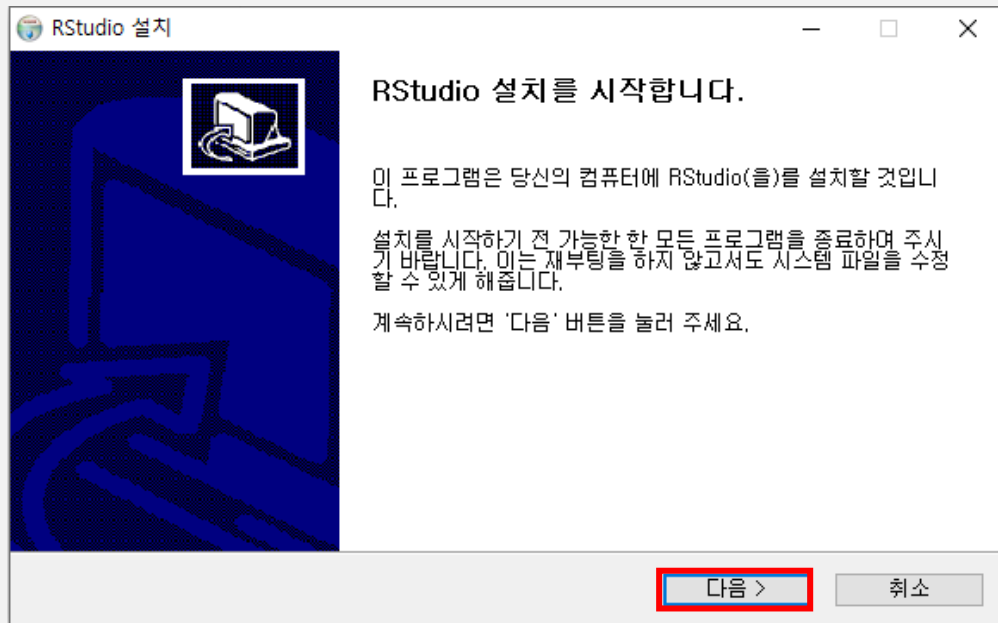 RStudio 설치
RStudio 설치를 시작합니다.
이 프로그램은 당신의 컴퓨터에 RStudio(을)를 설치할 것입니
다.
설치를 시작하기 전 가능한 한 모든 프로그램을 종료하여 주시
기 바랍니다. 이는 재부팅을 하지 않고서도 시스템 파일을 수정
할 수 있게 해줍니다.
계속하시려면 '다음' 버튼을 눌러 주세요.
다음 >
취소